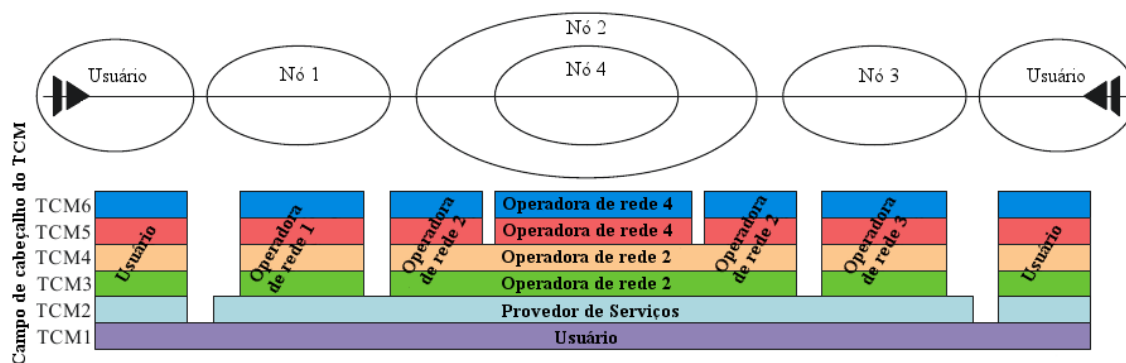 Nó 2
Usuário
Nó 1
Nó 4
Nó 3
Usuário
Campo de cabeçalho do TCM
TCM6
TCM5
TCM4
TCM3
TCM2
TCM1
Usuário
Operadora
de rede 1
Operadora
de rede 2
Operadora de rede 4
Operadora de rede 4
Operadora de rede 2
Operadora de rede 2
Operadora
de rede 2
Operadora
de rede 3
Usuário
Provedor de Serviços
Usuário